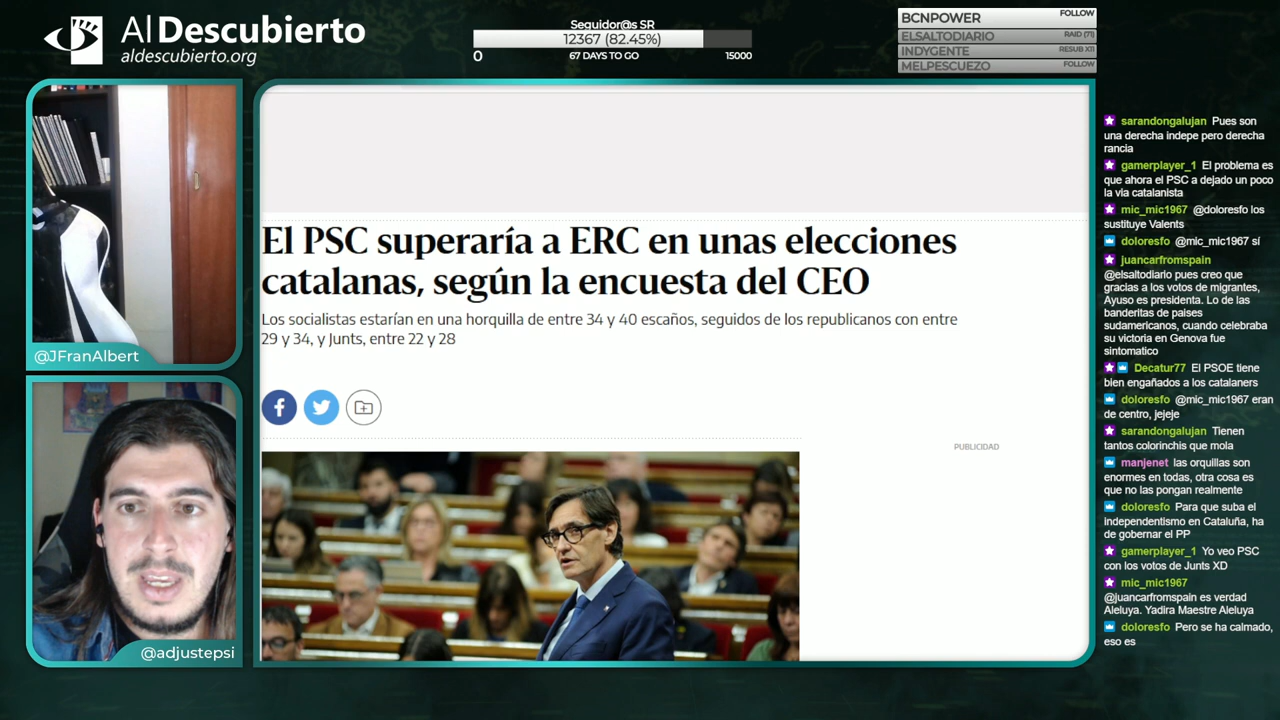 Al Descubierto
aldescubierto.org
Seguidor@s SR
12367 (82.45%)
0
67 DAYS TO GO
15000
BCNPOWER FOLLOW
ELSALTODIARIO RAID (71)
INDYGENTE RESUB X11
MELPESCUEZO FOLLOW
@JFranAlbert
@adjustepsi
El PSC superaría a ERC en unas elecciones
catalanas, según la encuesta del CEO
Los socialistas estarían en una horquilla de entre 34 y 40 escaños, seguidos de los republicanos con entre
29 y 34, y Junts, entre 22 y 28
PUBLICIDAD
sarandongalujan Pues son
una derecha indepe pero derecha
rancia
gamerplayer_1 El problema es
que ahora el PSC a dejado un poco
la via catalanista
mic_mic1967 @doloresfo los
sustituye Valents
doloresfo @mic_mic1967 sí
juancarfromspain
@elsaltodiario pues creo que
gracias a los votos de migrantes,
Ayuso es presidenta. Lo de las
banderitas de paises
sudamericanos, cuando celebraba
su victoria en Genova fue
sintomatico
Decatur77 El PSOE tiene
bien engañados a los catalaners
doloresfo @mic_mic1967 eran
de centro, jejeje
sarandongalujan Tienen
tantos colorinchis que mola
manjenet las orquillas son
enormes en todas, otra cosa es
que no las pongan realmente
doloresfo Para que suba el
independentismo en Cataluña, ha
de gobernar el PP
gamerplayer_1 Yo veo PSC
con los votos de Junts XD
mic_mic1967
@juancarfromspain es verdad
Aleluya. Yadira Maestre Aleluya
doloresfo Pero se ha calmado,
eso es